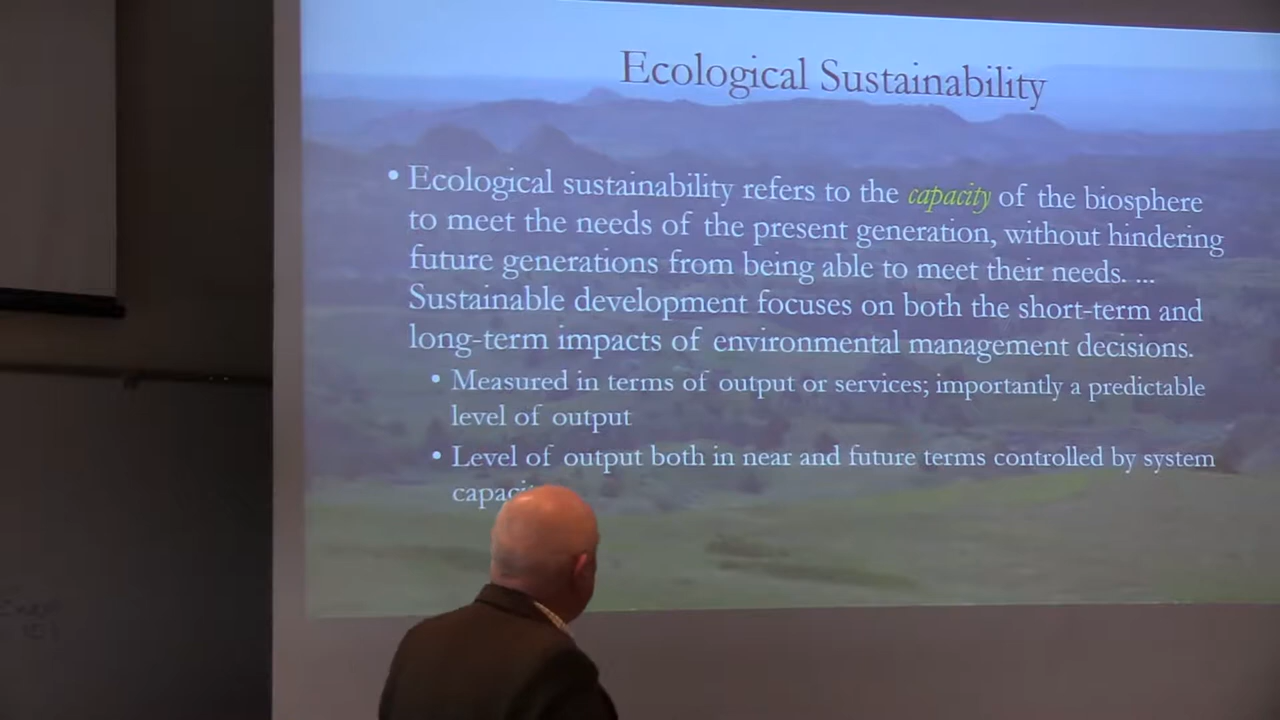 Ecological Sustainability
• Ecological sustainability refers to the capacity of the biosphere
to meet the needs of the present generation, without hindering
future generations from being able to meet their needs. ...
Sustainable development focuses on both the short-term and
long-term impacts of environmental management decisions.
• Measured in terms of output or services; importantly a predictable
level of output
• Level of output both in near and future terms controlled by system